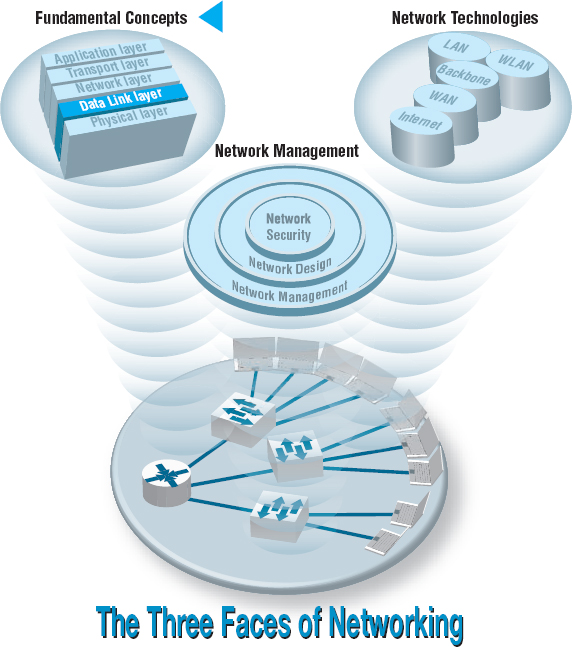 Fundamental Concepts
Application layer
Transport layer
Network layer
Data Link layer
Physical layer
Network Technologies
LAN
WLAN
Backbone
WAN
Internet
Network Management
Network
Security
Network Design
Network Management
The Three Faces of Networking